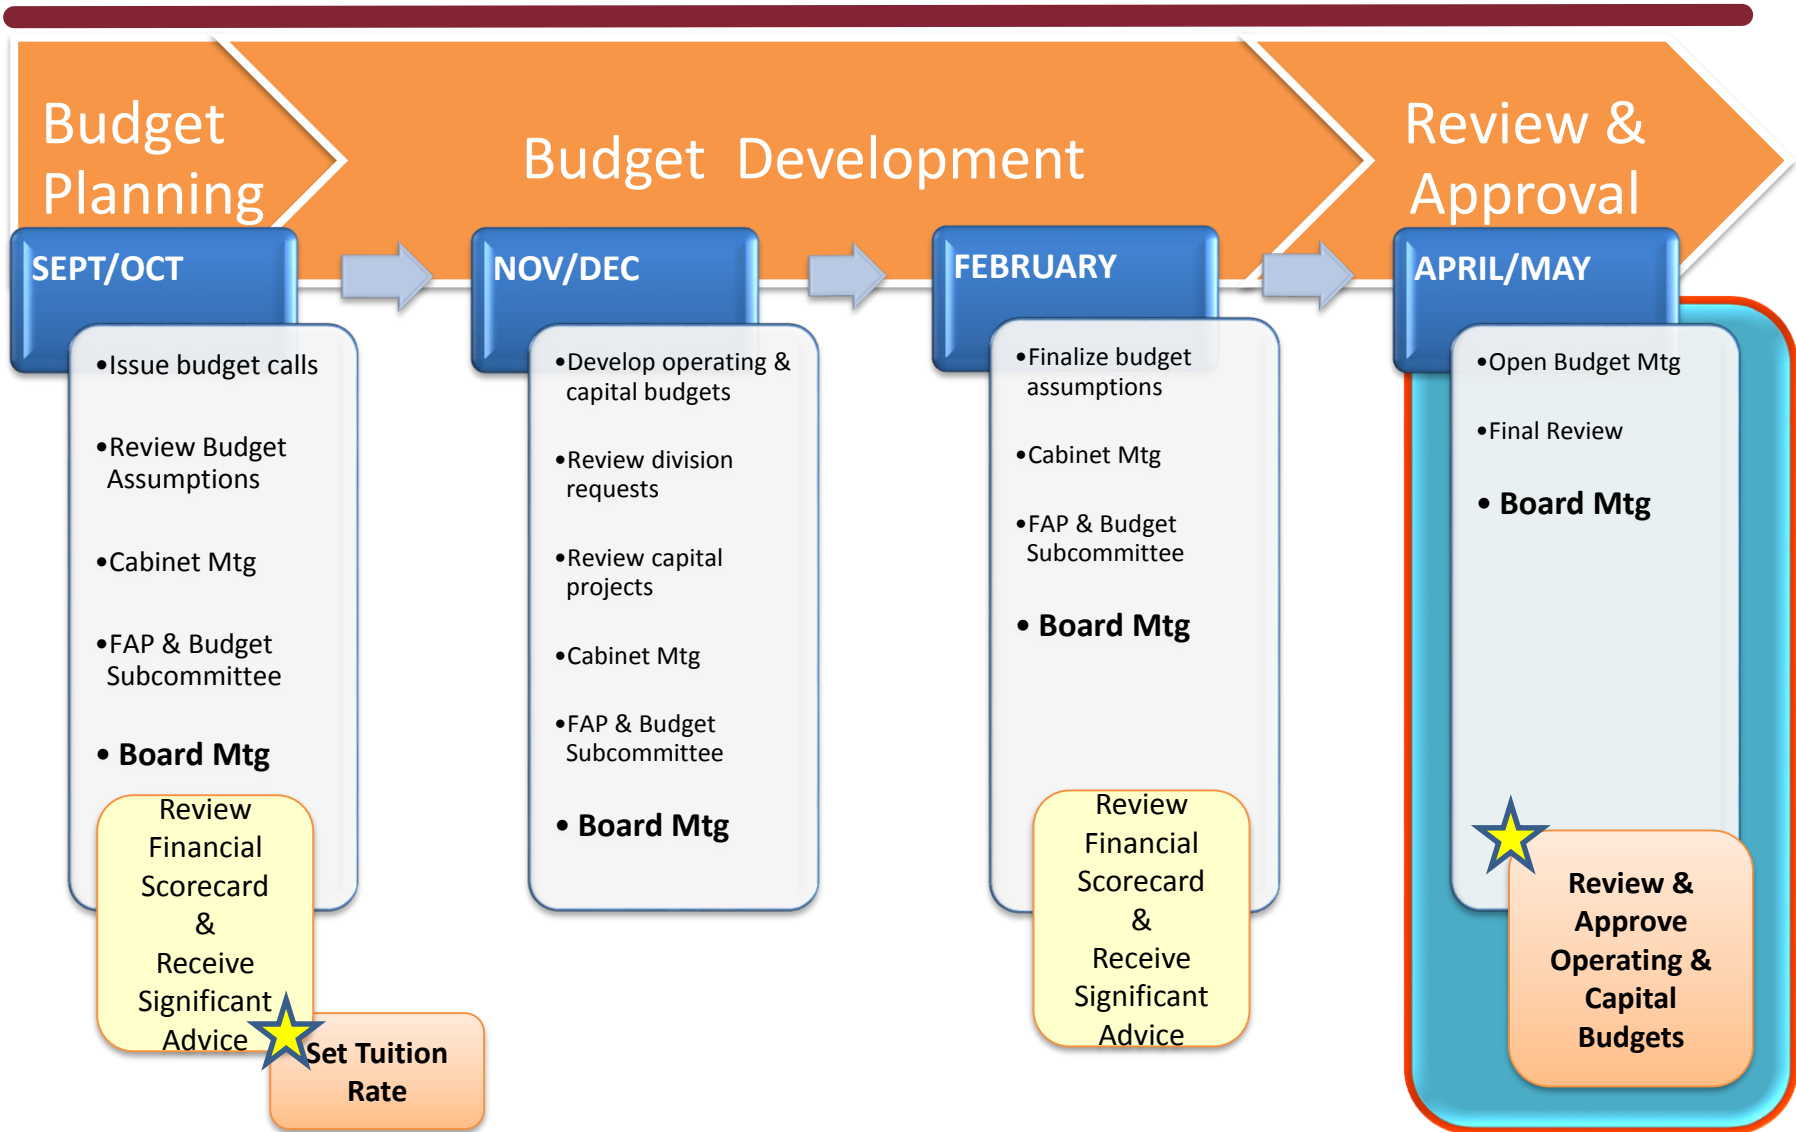 Budget
Planning
Budget Development
Review &
Approval
SEPT/OCT
•Issue budget calls
•Review Budget
Assumptions
•Cabinet Mtg
•FAP & Budget
Subcommittee
• Board Mtg
Review
Financial
Scorecard
&
Receive
Significant
Advice
Set Tuition
Rate
NOV/DEC
•Develop operating &
capital budgets
•Review division
requests
•Review capital
projects
•Cabinet Mtg
•FAP & Budget
Subcommittee
• Board Mtg
FEBRUARY
•Finalize budget
assumptions
•Cabinet Mtg
•FAP & Budget
Subcommittee
• Board Mtg
Review
Financial
Scorecard
&
Receive
Significant
Advice
APRIL/MAY
•Open Budget Mtg
•Final Review
• Board Mtg
Review &
Approve
Operating &
Capital
Budgets